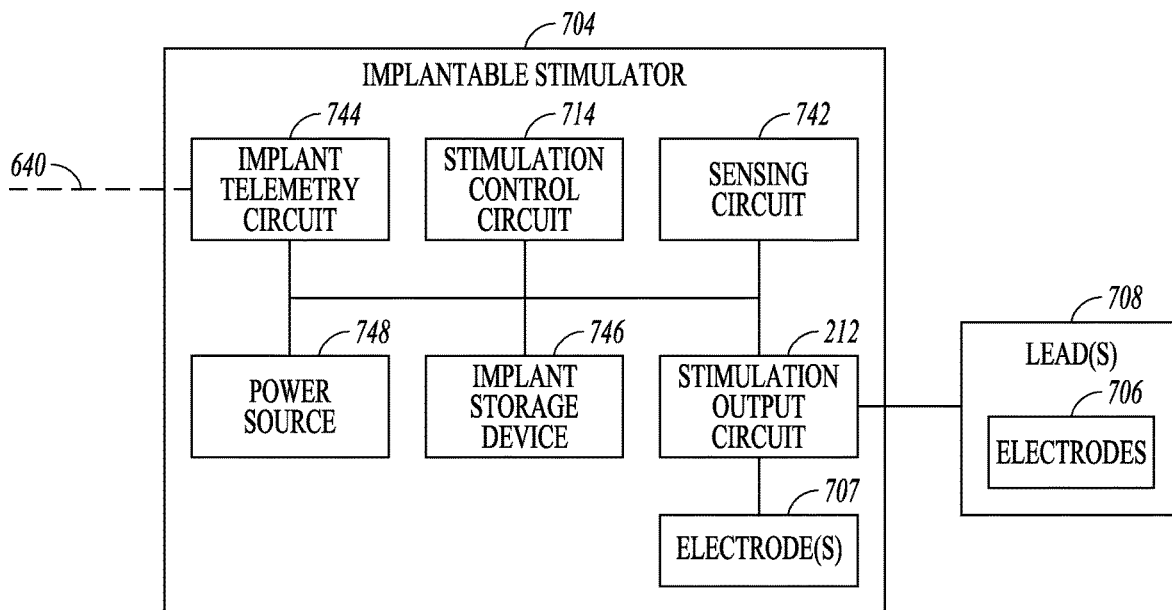 704
IMPLANTABLE STIMULATOR
744
714
742
640
IMPLANT
TELEMETRY
CIRCUIT
STIMULATION
CONTROL
CIRCUIT
SENSING
CIRCUIT
748
746
212
708
POWER
SOURCE
IMPLANT
STORAGE
DEVICE
STIMULATION
OUTPUT
CIRCUIT
LEAD(S)
706
ELECTRODES
707
ELECTRODE(S)